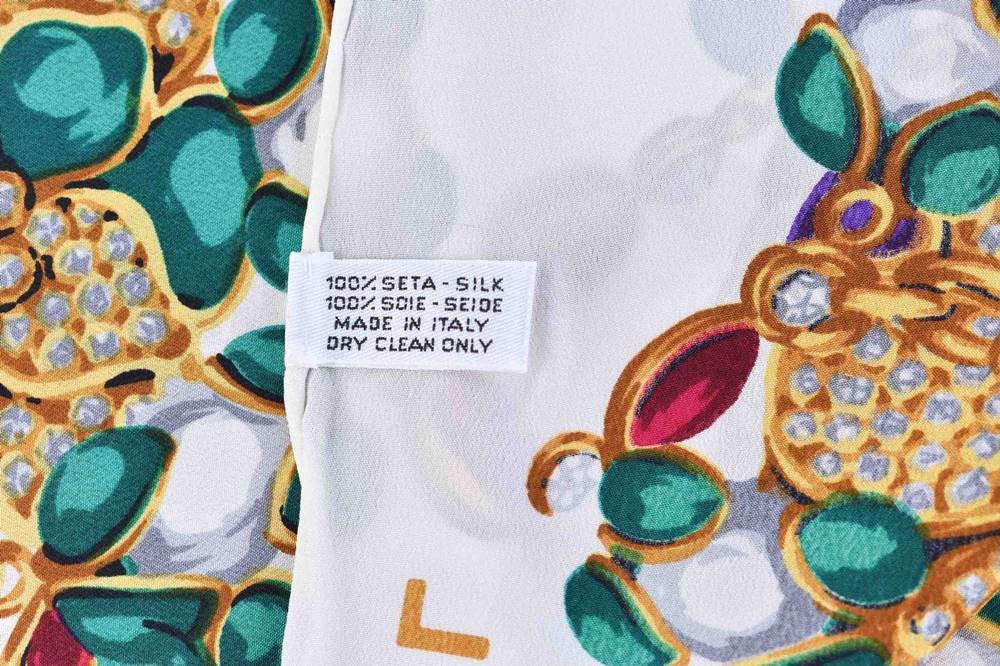 100% SETA - SILK
100% SOIE - SEIDE
MADE IN ITALY
DRY CLEAN ONLY
L